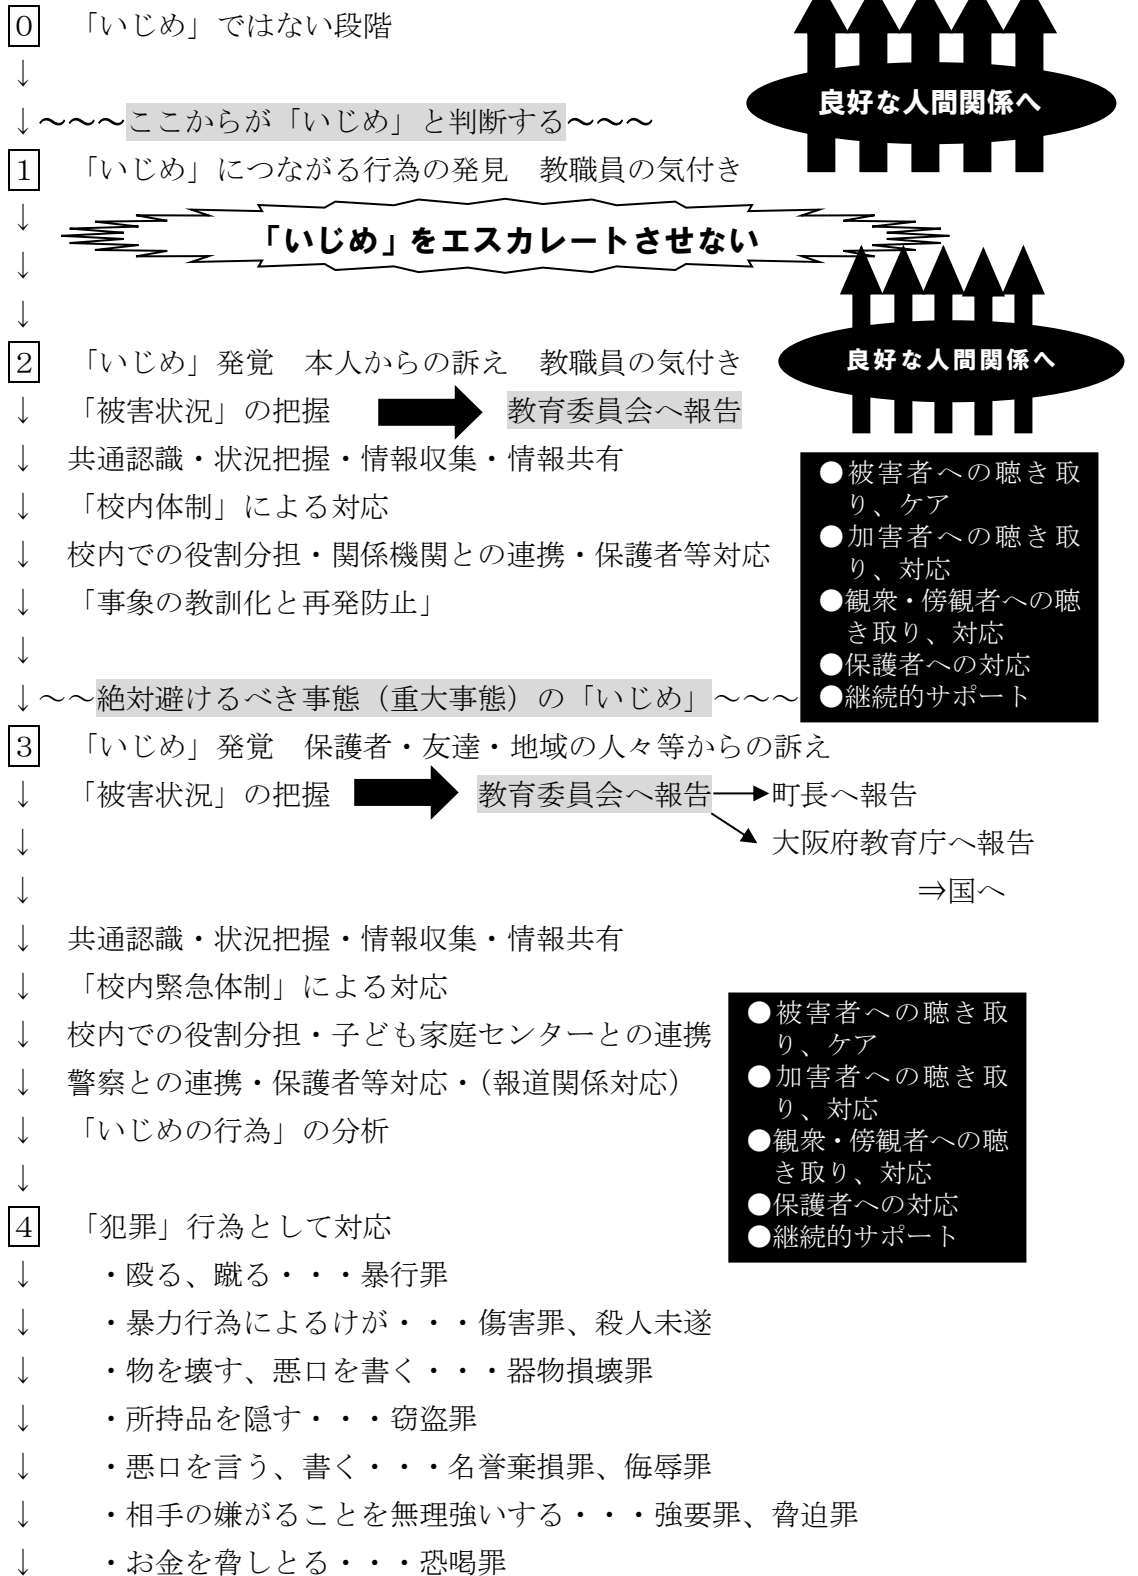 0 「いじめ」ではない段階
良好な人間関係へ
↓
↓～～～ここからが「いじめ」と判断する～～～
1 「いじめ」につながる行為の発見　教職員の気付き
↓
「いじめ」をエスカレートさせない
↓
↓
2 「いじめ」発覚　本人からの訴え　教職員の気付き
良好な人間関係へ
↓ 「被害状況」の把握 教育委員会へ報告
↓ 共通認識・状況把握・情報収集・情報共有
↓ 「校内体制」による対応
↓ 校内での役割分担・関係機関との連携・保護者等対応
↓ 「事象の教訓化と再発防止」
↓
●被害者への聴き取
り、ケア
●加害者への聴き取
り、対応
●観衆・傍観者への聴
き取り、対応
●保護者への対応
●継続的サポート
↓～～絶対避けるべき事態（重大事態）の「いじめ」～～～
3 「いじめ」発覚　保護者・友達・地域の人々等からの訴え
↓ 「被害状況」の把握 教育委員会へ報告 町長へ報告
↓ 大阪府教育庁へ報告
↓ ⇒国へ
↓ 共通認識・状況把握・情報収集・情報共有
↓ 「校内緊急体制」による対応
↓ 校内での役割分担・子ども家庭センターとの連携
↓ 警察との連携・保護者等対応・（報道関係対応）
↓ 「いじめの行為」の分析
↓
●被害者への聴き取
り、ケア
●加害者への聴き取
り、対応
●観衆・傍観者への聴
き取り、対応
●保護者への対応
●継続的サポート
4 「犯罪」行為として対応
↓ ・殴る、蹴る・・・暴行罪
↓ ・暴力行為によるけが・・・傷害罪、殺人未遂
↓ ・物を壊す、悪口を書く・・・器物損壊罪
↓ ・所持品を隠す・・・窃盗罪
↓ ・悪口を言う、書く・・・名誉棄損罪、侮辱罪
↓ ・相手の嫌がることを無理強いする・・・強要罪、脅迫罪
↓ ・お金を脅しとる・・・恐喝罪